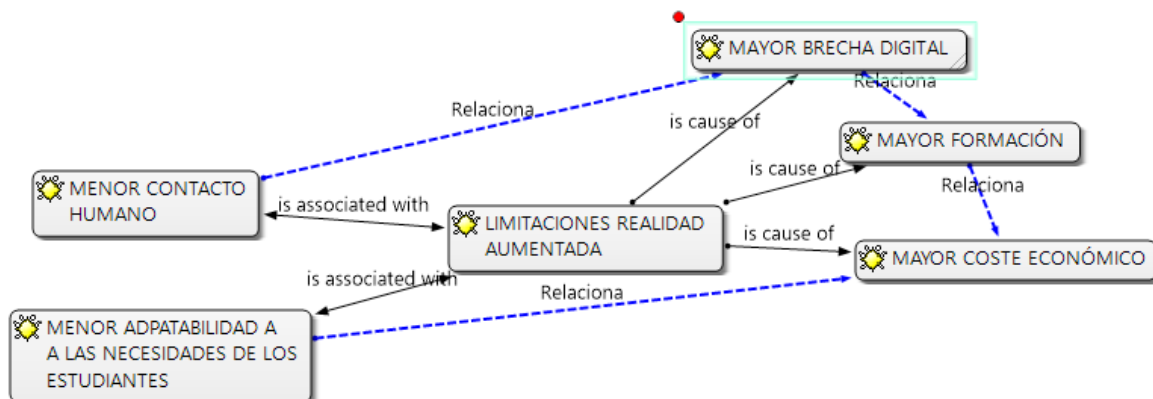 MAYOR BRECHA DIGITAL
Relaciona
Relaciona
is cause of
MAYOR FORMACIÓN
is cause of
Relaciona
MENOR CONTACTO
HUMANO
is associated with
LIMITACIONES REALIDAD
AUMENTADA
is cause of
MAYOR COSTE ECONÓMICO
is associated with
Relaciona
MENOR ADPATABILIDAD A
A LAS NECESIDADES DE LOS
ESTUDIANTES